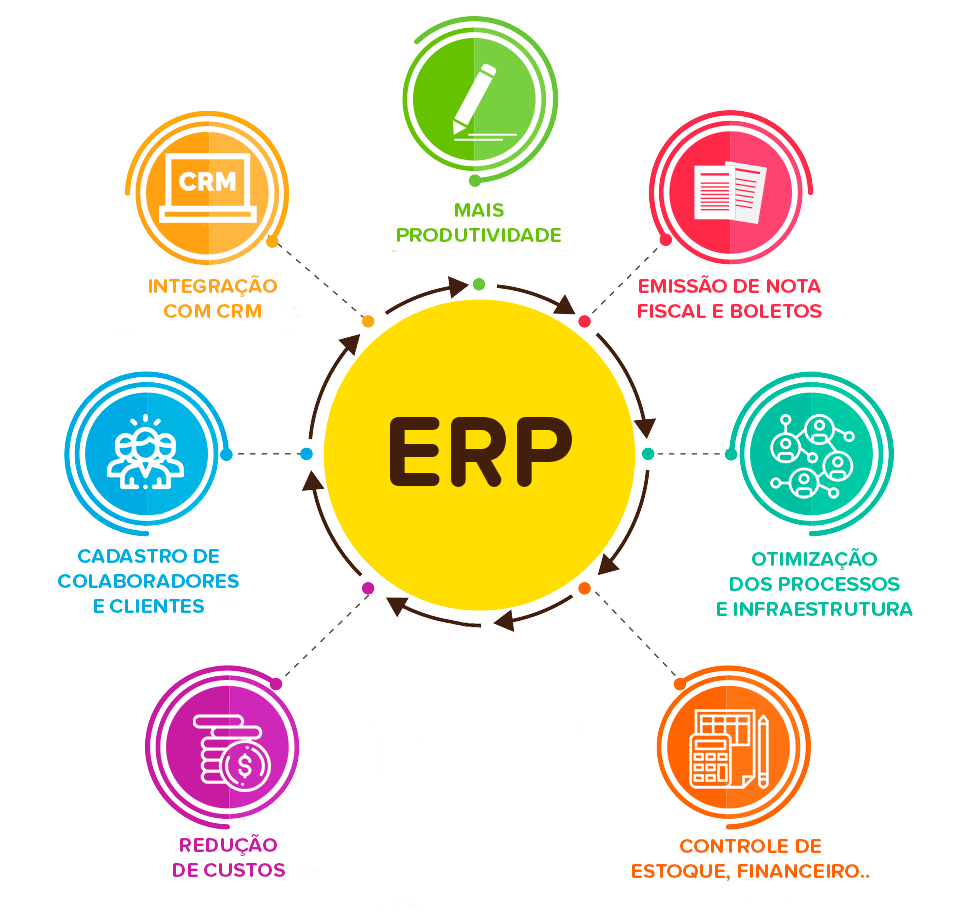 MAIS
PRODUTIVIDADE
CRM
INTEGRAÇÃO
COM CRM
EMISSÃO DE NOTA
FISCAL E BOLETOS
ERP
CADASTRO DE
COLABORADORES
E CLIENTES
OTIMIZAÇÃO
DOS PROCESSOS
E INFRAESTRUTURA
$
REDUÇÃO
DE CUSTOS
CONTROLE DE
ESTOQUE, FINANCEIRO..